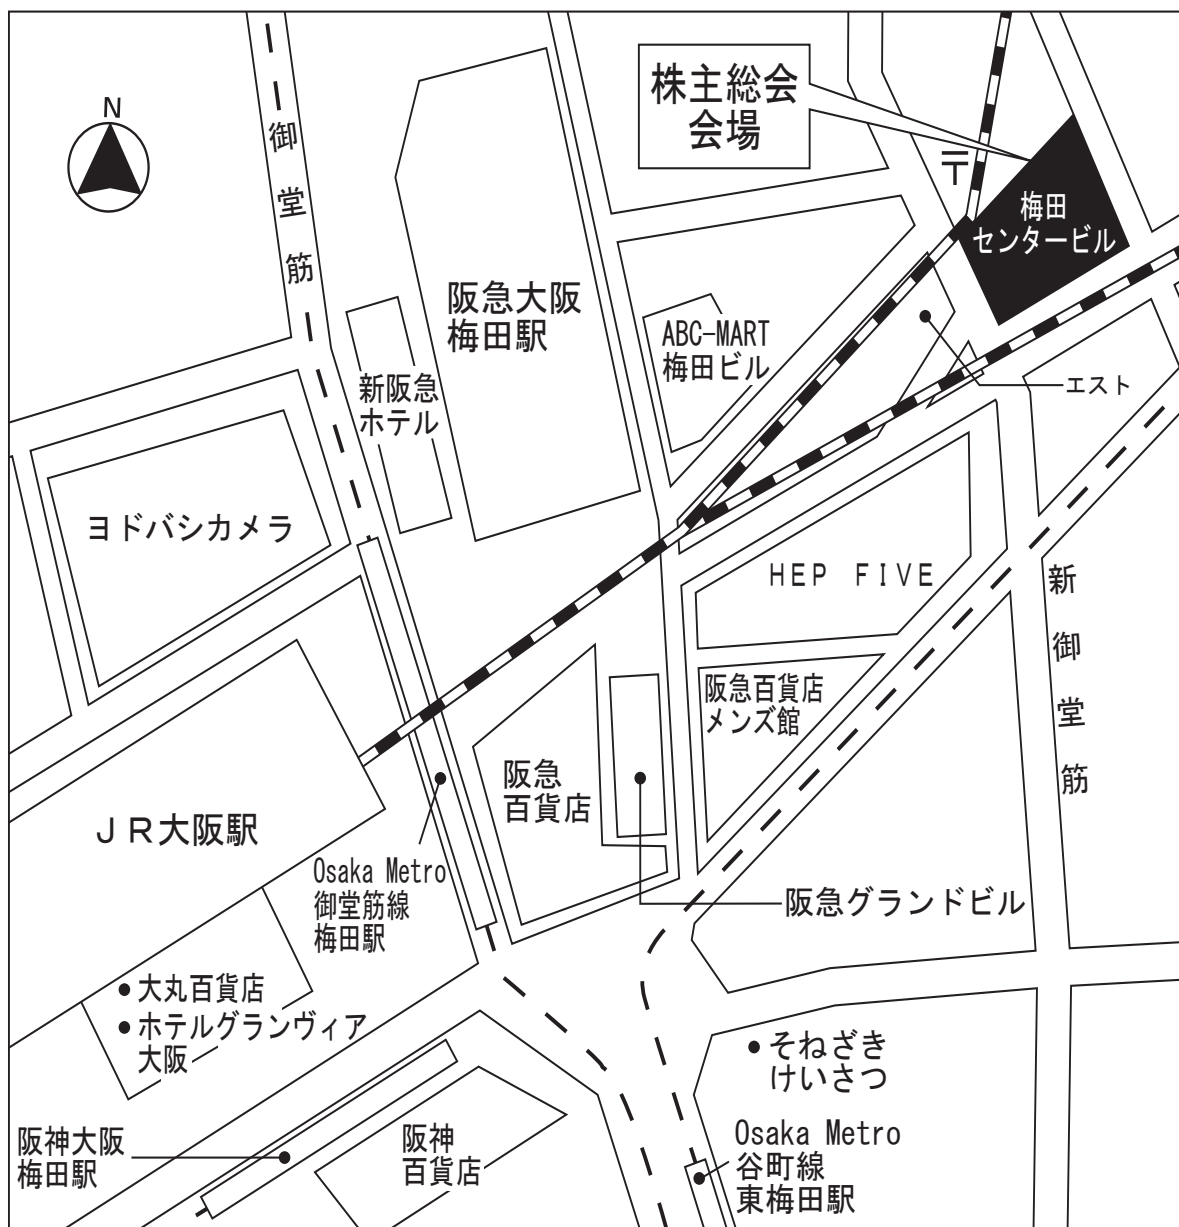 N
御堂筋
株主総会
会場
〒
梅田
センタービル
阪急大阪
梅田駅
ABC-MART
梅田ビル
新阪急
ホテル
エスト
ヨドバシカメラ
HEP FIVE
新御堂筋
阪急百貨店
メンズ館
阪急
百貨店
JR大阪駅
Osaka Metro
御堂筋線
梅田駅
阪急グランドビル
大丸百貨店
ホテルグランヴィア
大阪
そねざき
けいさつ
阪神大阪
梅田駅
阪神
百貨店
Osaka Metro
谷町線
東梅田駅